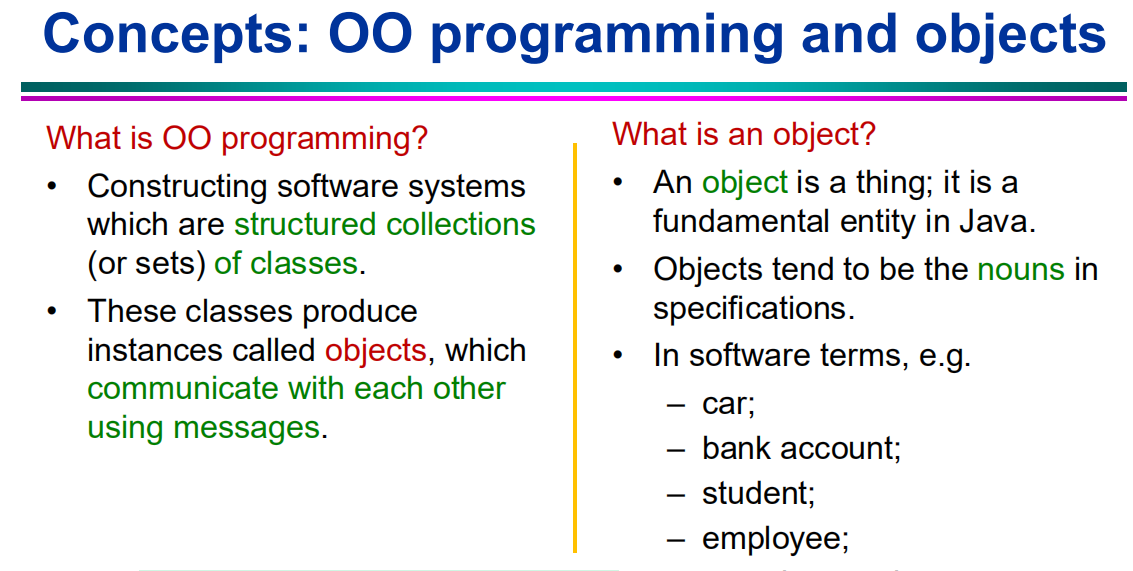 Concepts: OO programming and objects
What is OO programming?
• Constructing software systems
which are structured collections
(or sets) of classes.
• These classes produce
instances called objects, which
communicate with each other
using messages.
What is an object?
• An object is a thing; it is a
fundamental entity in Java.
• Objects tend to be the nouns in
specifications.
• In software terms, e.g.
– car;
– bank account;
– student;
– employee;